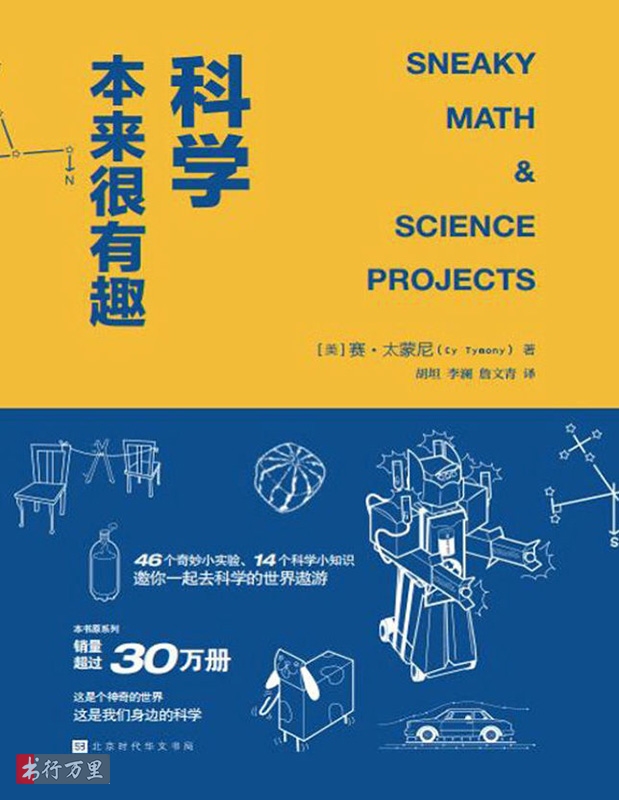 科学
本来很有趣
SNEAKY
MATH
&
SCIENCE
PROJECTS
[美]赛·太蒙尼(Cy Tymony) 著
胡坦 李斓 詹文青 译
N
S
46个奇妙小实验、14个科学小知识
邀你一起去科学的世界遨游
本书原系列
销量
超过 30万册
这是个神奇的世界
这是我们身边的科学
北京时代华文书局
书行万里